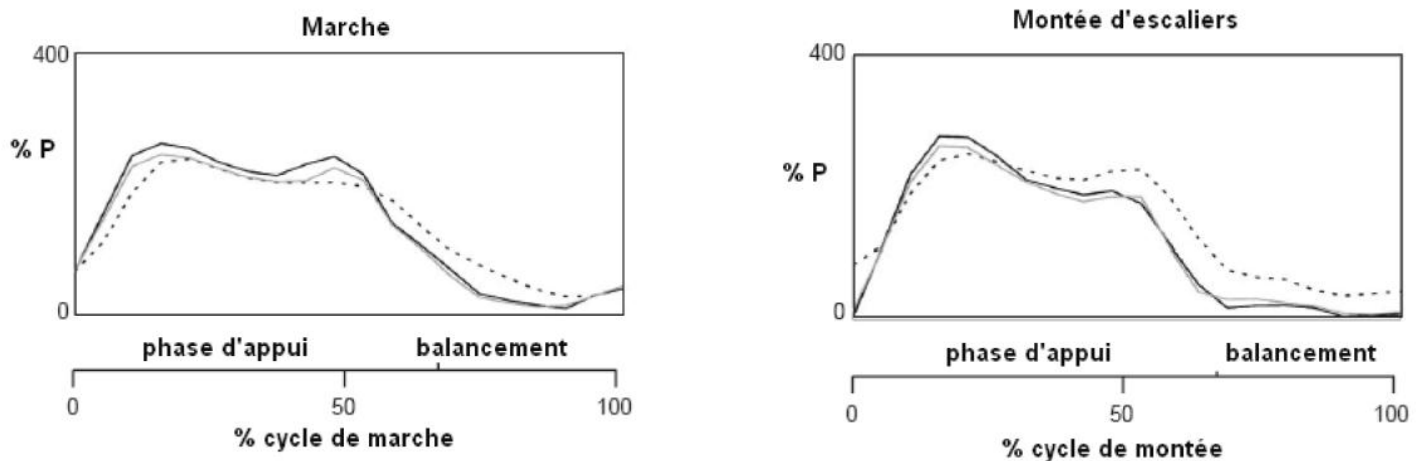 Marche
400
% P
0
phase d'appui balancement
0 50 100
% cycle de marche
Montée d'escaliers
400
% P
0
phase d'appui balancement
0 50 100
% cycle de montée